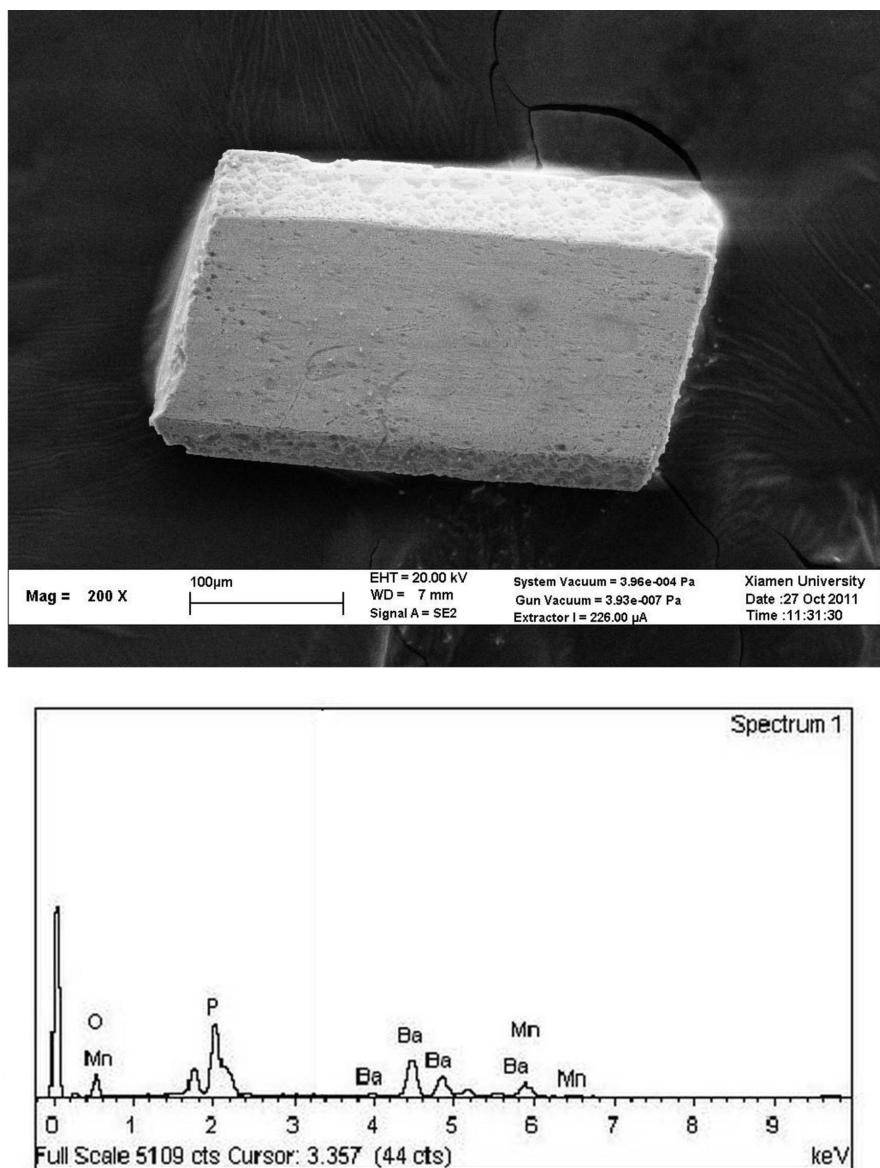 Mag = 200 X
100µm
EHT = 20.00 kV
WD = 7 mm
Signal A = SE2
System Vacuum = 3.96e-004 Pa
Gun Vacuum = 3.93e-007 Pa
Extractor I = 226.00 µA
Xiamen University
Date :27 Oct 2011
Time :11:31:30
Spectrum 1
O
Mn
P
Ba
Ba
Ba
Mn
Ba
Mn
0 1 2 3 4 5 6 7 8 9
Full Scale 5109 cts Cursor: 3.357 (44 cts)
keV